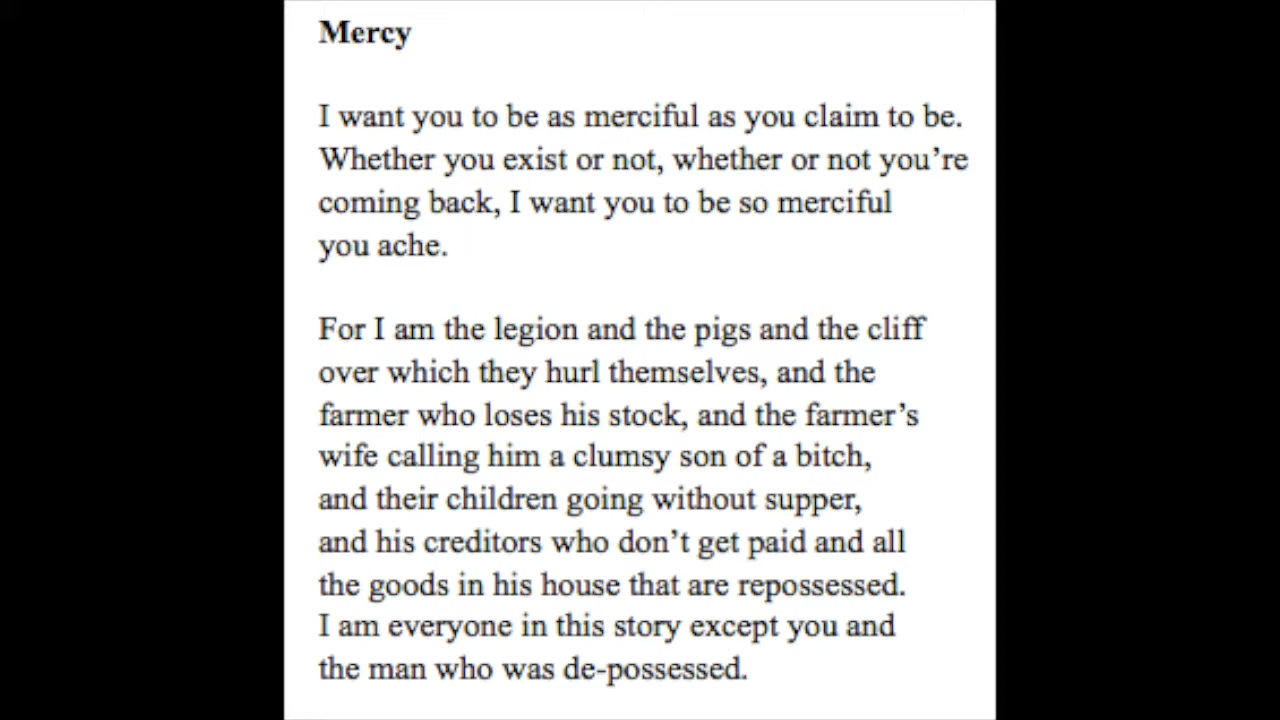 Mercy
I want you to be as merciful as you claim to be.
Whether you exist or not, whether or not you’re
coming back, I want you to be so merciful
you ache.
For I am the legion and the pigs and the cliff
over which they hurl themselves, and the
farmer who loses his stock, and the farmer’s
wife calling him a clumsy son of a bitch,
and their children going without supper,
and his creditors who don’t get paid and all
the goods in his house that are repossessed.
I am everyone in this story except you and
the man who was de-possessed.